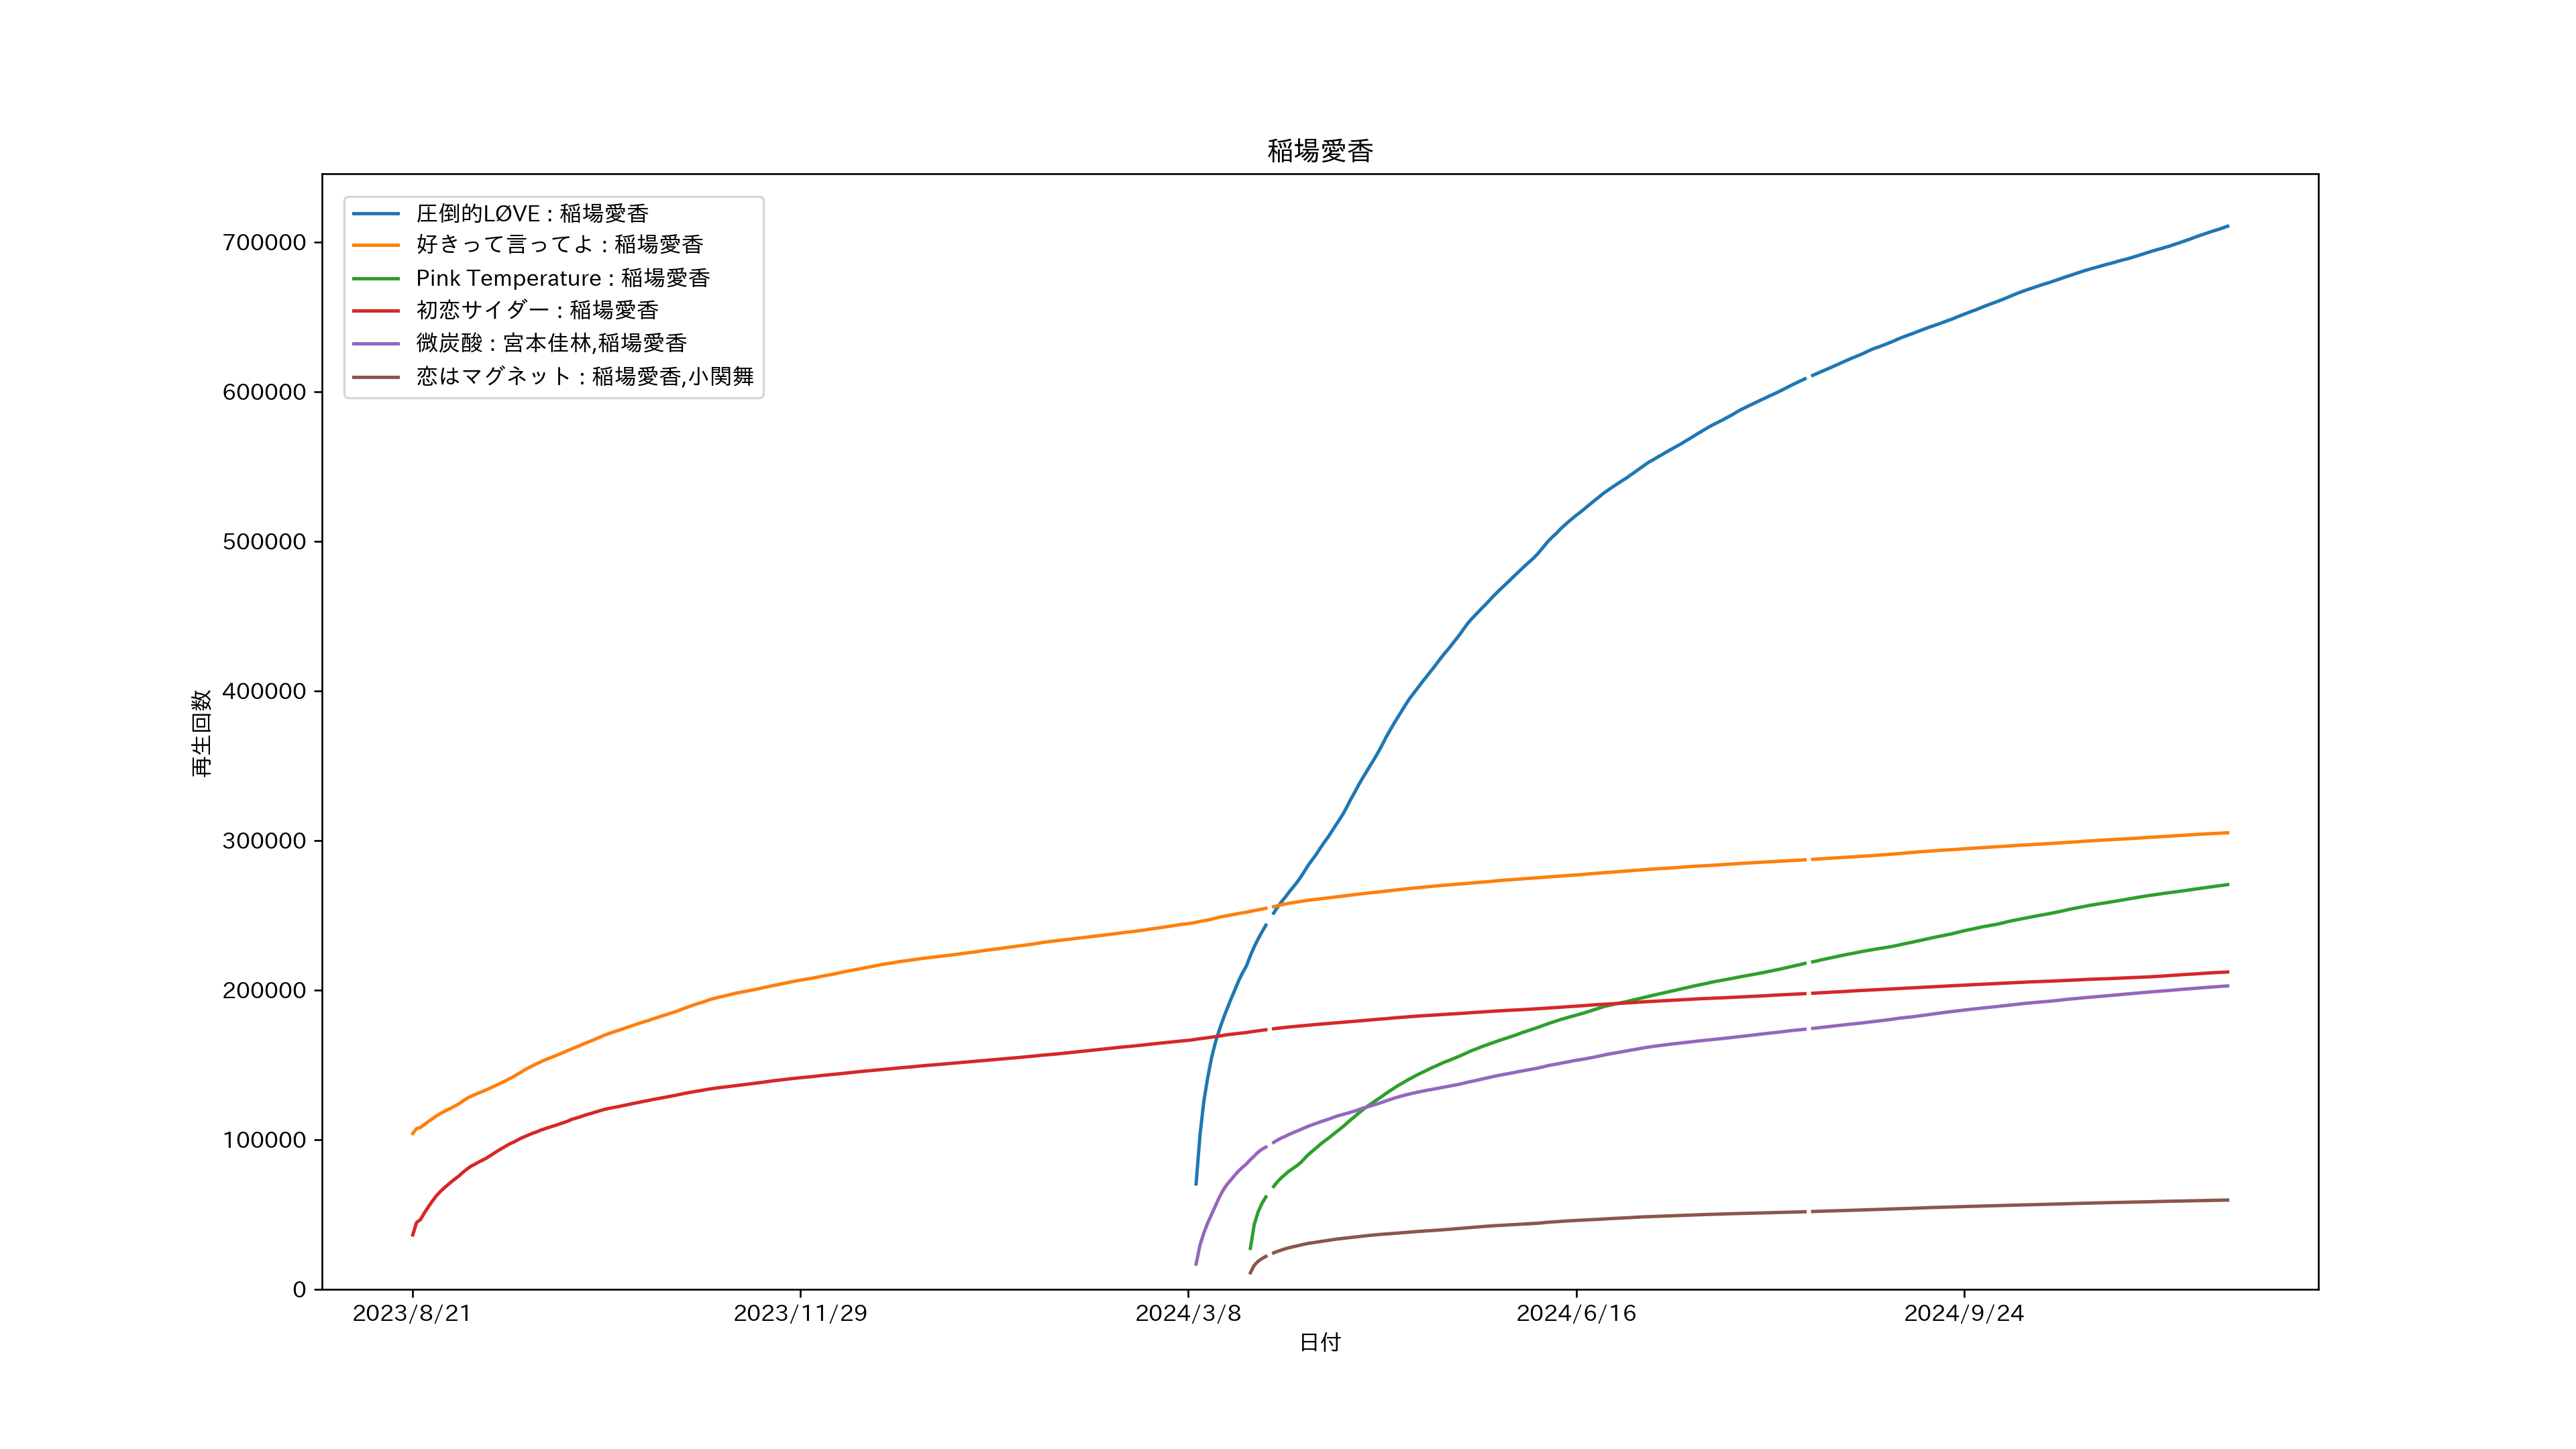 稲場愛香
圧倒的LØVE : 稲場愛香
好きって言ってよ : 稲場愛香
Pink Temperature : 稲場愛香
初恋サイダー : 稲場愛香
微炭酸 : 宮本佳林,稲場愛香
恋はマグネット : 稲場愛香,小関舞
700000
600000
500000
400000
300000
200000
100000
0
再生回数
2023/8/21
2023/11/29
2024/3/8
2024/6/16
2024/9/24
日付